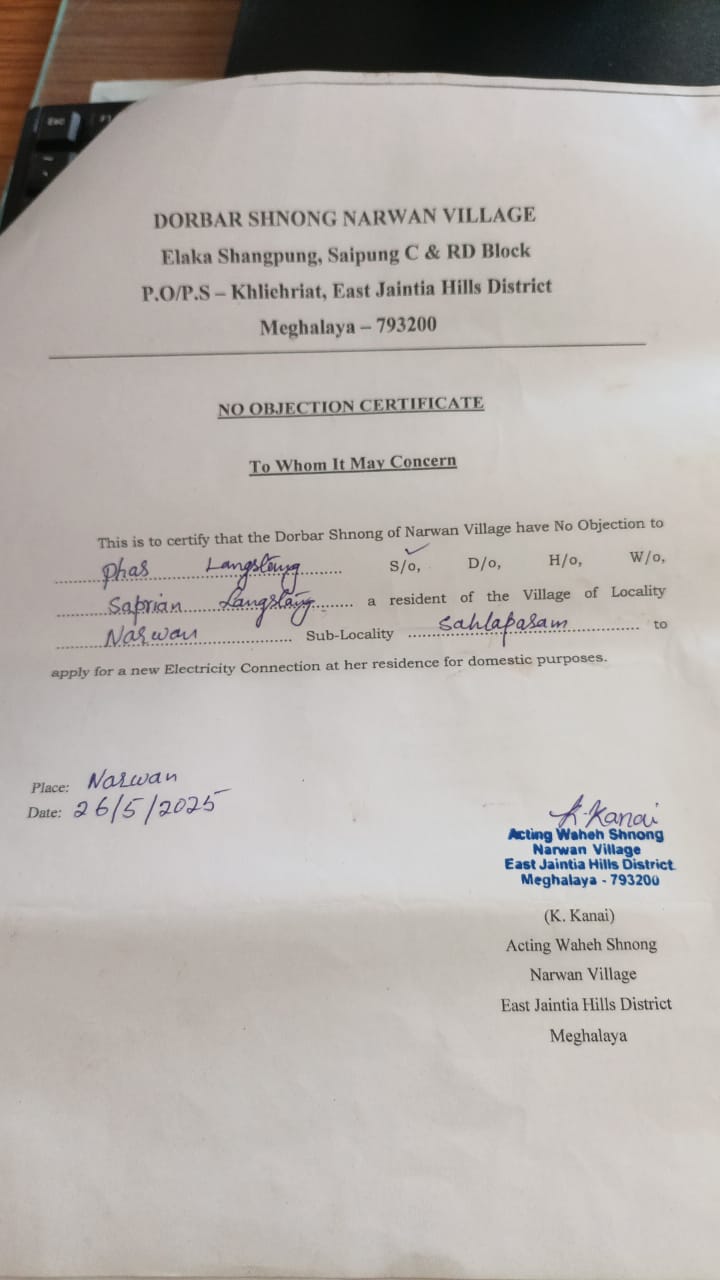 Esc
DORBAR SHNONG NARWAN VILLAGE
Elaka Shangpung, Saipung C & RD Block
P.O/P.S – Khliehriat, East Jaintia Hills District
Meghalaya – 793200
NO OBJECTION CERTIFICATE
To Whom It May Concern
This is to certify that the Dorbar Shnong of Narwan Village have No Objection to
Phas Langstang S/o, D/o, H/o, W/o,
Saprian Langstang a resident of the Village of Locality
Narwan Sub-Locality Sahlaparam to
apply for a new Electricity Connection at her residence for domestic purposes.
Place: Narwan
Date: 26/5/2025
K. Kanai
Acting Waheh Shnong
Narwan Village
East Jaintia Hills District
Meghalaya - 793200
(K. Kanai)
Acting Waheh Shnong
Narwan Village
East Jaintia Hills District
Meghalaya